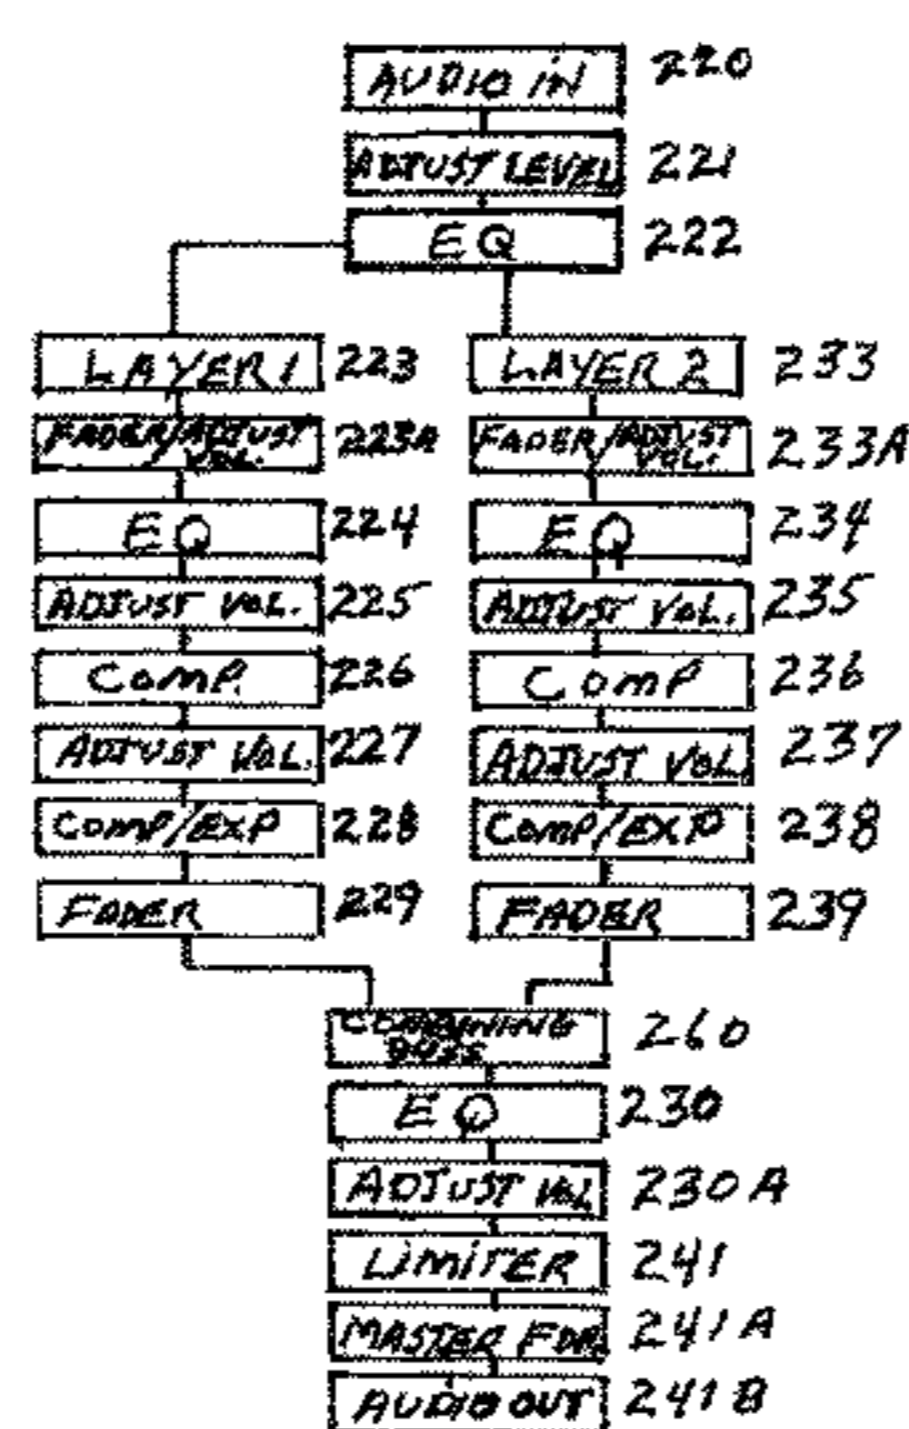 AUDIO IN 220
ADJUST LEVEL 221
EQ 222
LAYER 1 223
FADER/ADJUST VOL. 223A
EQ 224
ADJUST VOL. 225
COMP. 226
ADJUST VOL. 227
COMP/EXP 228
FADER 229
LAYER 2 233
FADER/ADJUST VOL. 233A
EQ 234
ADJUST VOL. 235
COMP 236
ADJUST VOL. 237
COMP/EXP 238
FADER 239
COMBINING BUSS 260
EQ 230
ADJUST VOL 230A
LIMITER 241
MASTER FDR. 241A
AUDIO OUT 241B